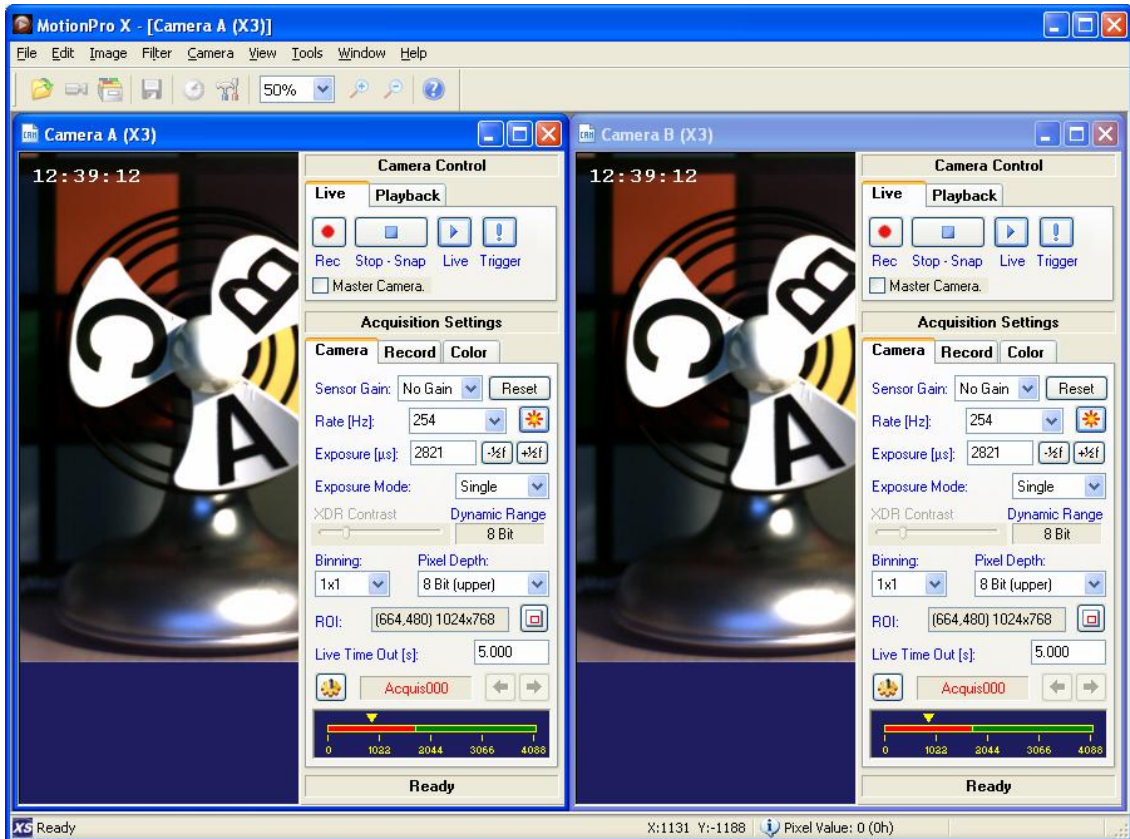 MotionPro X - [Camera A (X3)]
File Edit Image Filter Camera View Tools Window Help
50%
Camera A (X3)
12:39:12
C
B
A
Camera Control
Live Playback
Rec Stop - Snap Live Trigger
Master Camera.
Acquisition Settings
Camera Record Color
Sensor Gain: No Gain Reset
Rate [Hz]: 254
Exposure [µs]: 2821 -½f +½f
Exposure Mode: Single
XDR Contrast Dynamic Range
8 Bit
Binning: Pixel Depth:
1x1 8 Bit (upper)
ROI: (664,480) 1024x768
Live Time Out [s]: 5.000
Acquis000
0 1022 2044 3066 4088
Ready
Camera B (X3)
12:39:12
C
B
A
Camera Control
Live Playback
Rec Stop - Snap Live Trigger
Master Camera.
Acquisition Settings
Camera Record Color
Sensor Gain: No Gain Reset
Rate [Hz]: 254
Exposure [µs]: 2821 -½f +½f
Exposure Mode: Single
XDR Contrast Dynamic Range
8 Bit
Binning: Pixel Depth:
1x1 8 Bit (upper)
ROI: (664,480) 1024x768
Live Time Out [s]: 5.000
Acquis000
0 1022 2044 3066 4088
Ready
XS Ready X:1131 Y:-1188 Pixel Value: 0 (0h)